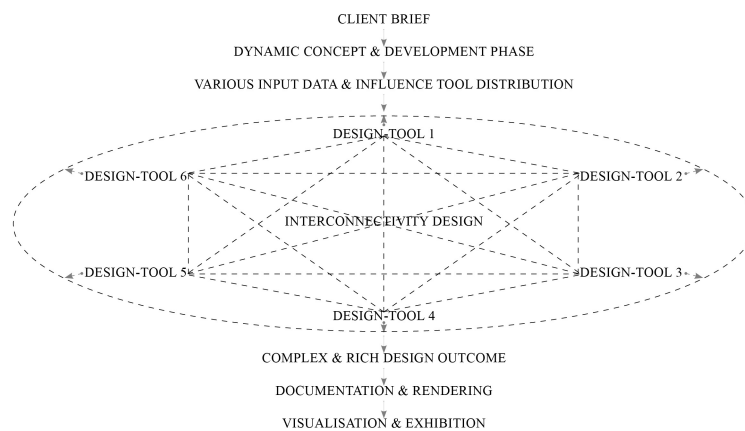 CLIENT BRIEF
DYNAMIC CONCEPT & DEVELOPMENT PHASE
VARIOUS INPUT DATA & INFLUENCE TOOL DISTRIBUTION
DESIGN-TOOL 1
DESIGN-TOOL 6
DESIGN-TOOL 2
INTERCONNECTIVITY DESIGN
DESIGN-TOOL 5
DESIGN-TOOL 3
DESIGN-TOOL 4
COMPLEX & RICH DESIGN OUTCOME
DOCUMENTATION & RENDERING
VISUALISATION & EXHIBITION